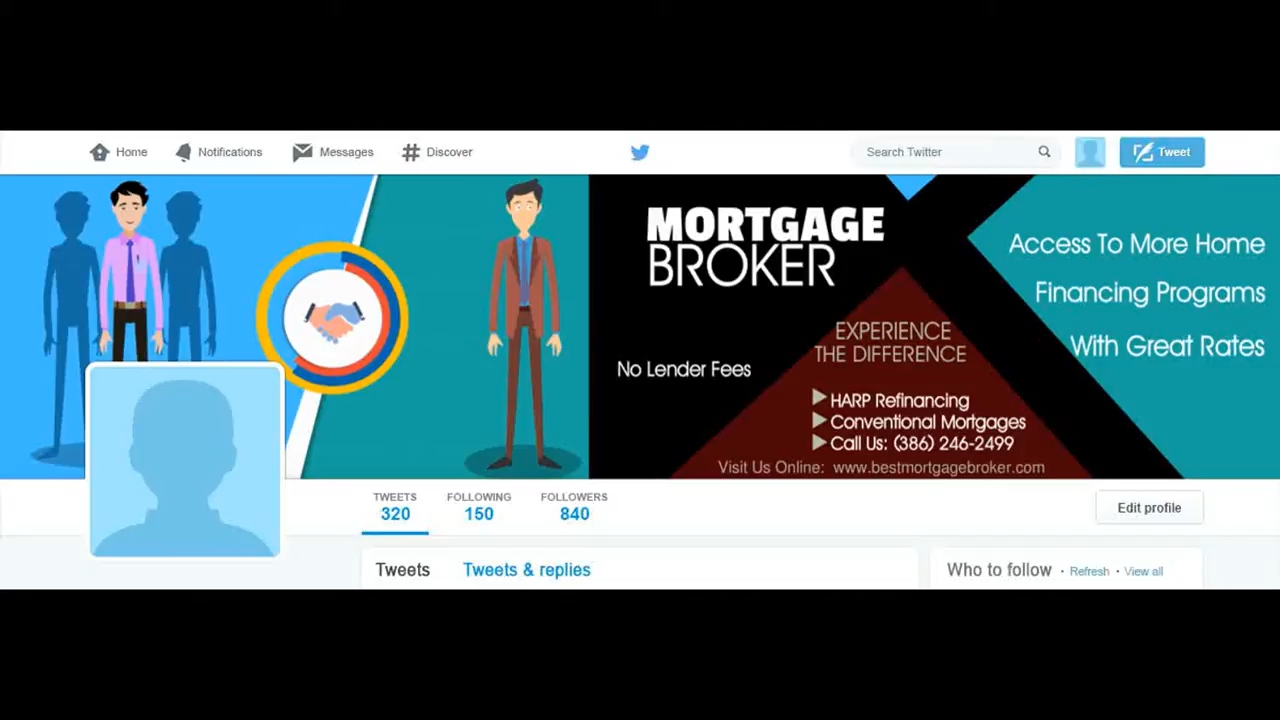 Home Notifications Messages # Discover Search Twitter Tweet
MORTGAGE
BROKER
Access To More Home
Financing Programs
With Great Rates
EXPERIENCE
THE DIFFERENCE
No Lender Fees
HARP Refinancing
Conventional Mortgages
Call Us: (386) 246-2499
Visit Us Online: www.bestmortgagebroker.com
TWEETS FOLLOWING FOLLOWERS
320 150 840
Edit profile
Tweets Tweets & replies
Who to follow · Refresh · View all